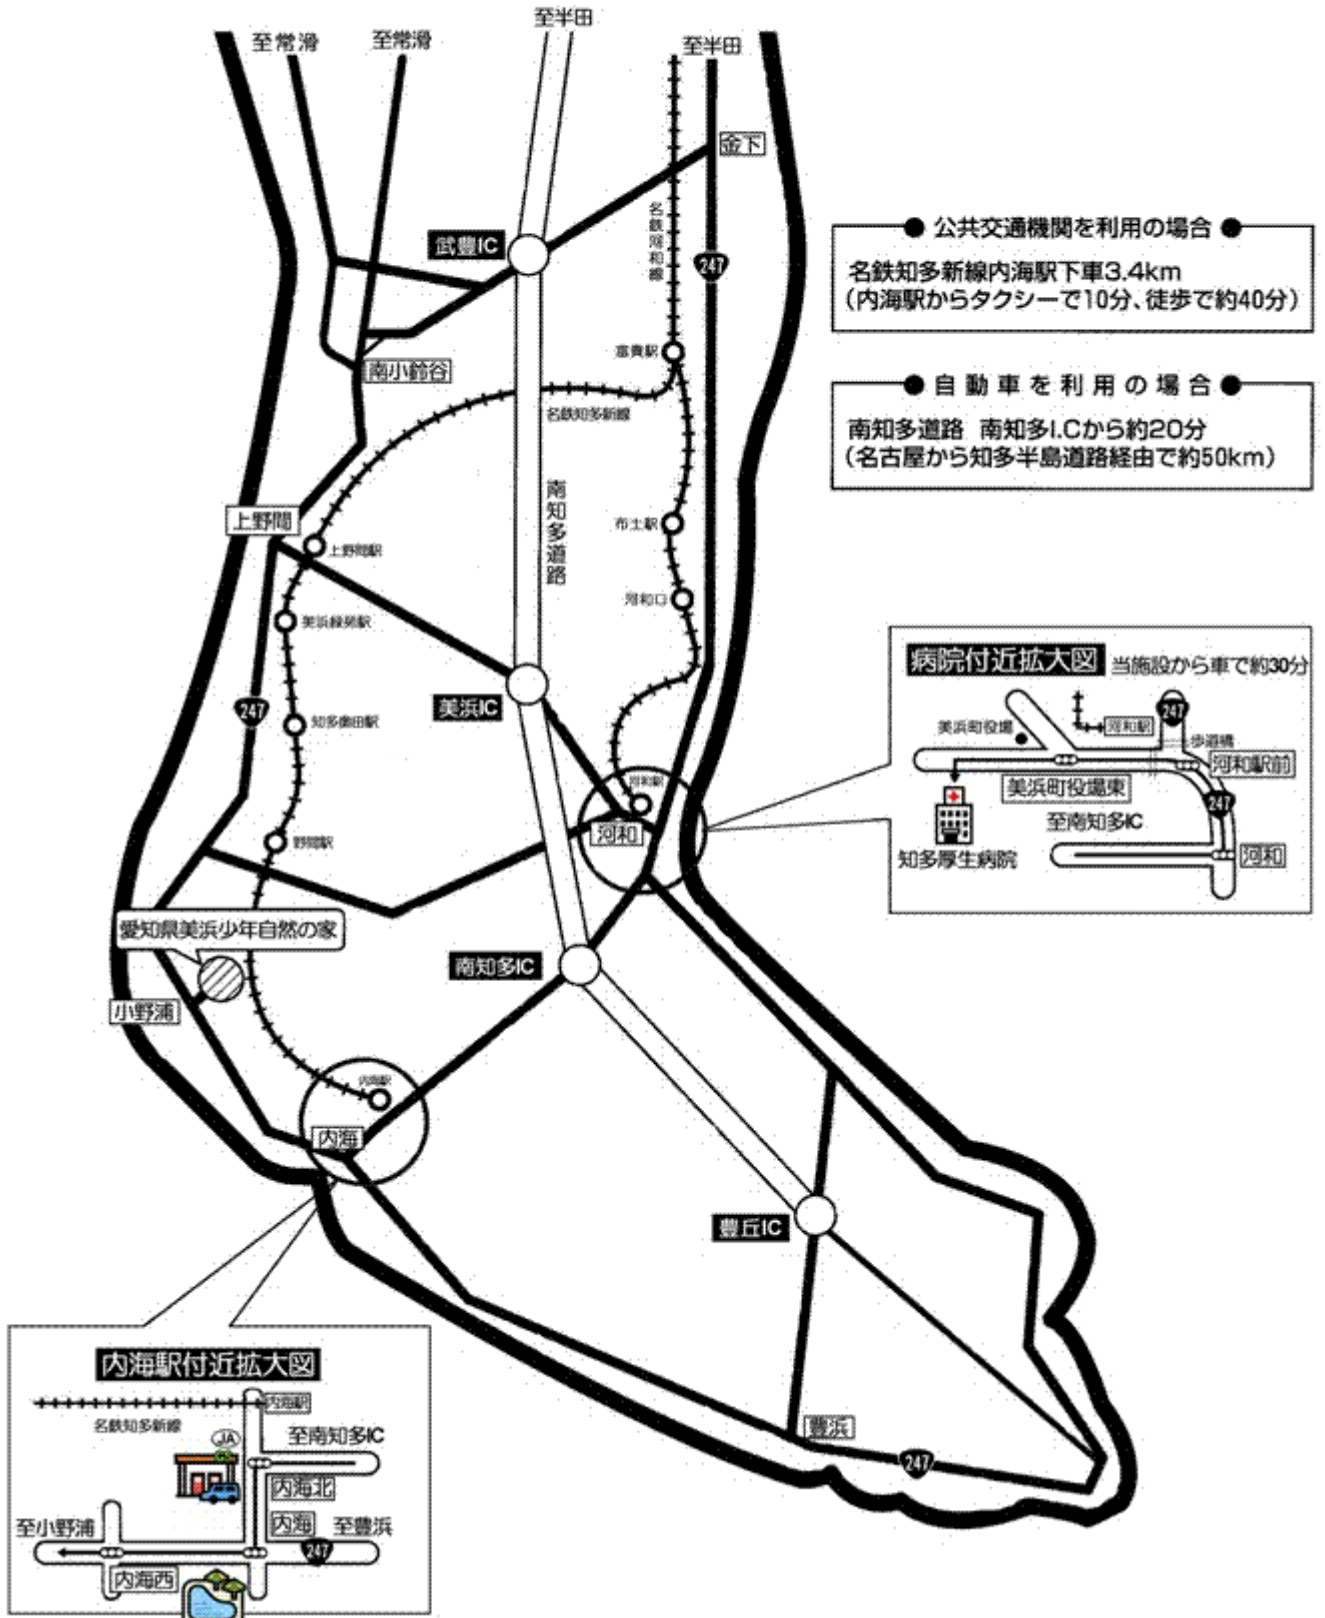 至半田
至常滑
至常滑
至半田
金下
武豊IC
名鉄河和線
247
公共交通機関を利用の場合
名鉄知多新線内海駅下車3.4km
(内海駅からタクシーで10分、徒歩で約40分)
富貴駅
南小鈴谷
自動車を利用の場合
名鉄知多新線
南知多道路 南知多I.Cから約20分
(名古屋から知多半島道路経由で約50km)
南知多道路
上野間
布土駅
上野間駅
河和口
美浜緑苑駅
病院付近拡大図
当施設から車で約30分
美浜IC
247
知多奥田駅
美浜町役場
河和駅
247
歩道橋
河和駅前
美浜町役場東
河和駅
247
至南知多IC
河和
野間駅
知多厚生病院
河和
愛知県美浜少年自然の家
南知多IC
小野浦
内海駅
内海
豊丘IC
内海駅付近拡大図
内海駅
名鉄知多新線
JA
至南知多IC
豊浜
247
内海北
至小野浦
内海
至豊浜
247
内海西